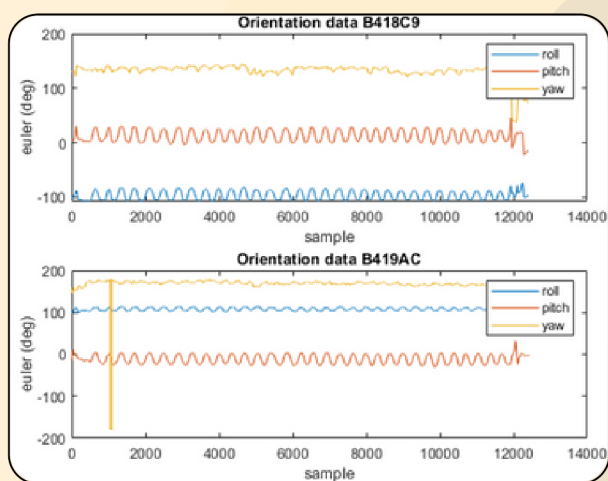 Orientation data B418C9
200
100
0
-100
euler (deg)
roll
pitch
yaw
0 2000 4000 6000 8000 10000 12000 14000
sample
Orientation data B419AC
200
100
0
-100
-200
euler (deg)
roll
pitch
yaw
0 2000 4000 6000 8000 10000 12000 14000
sample